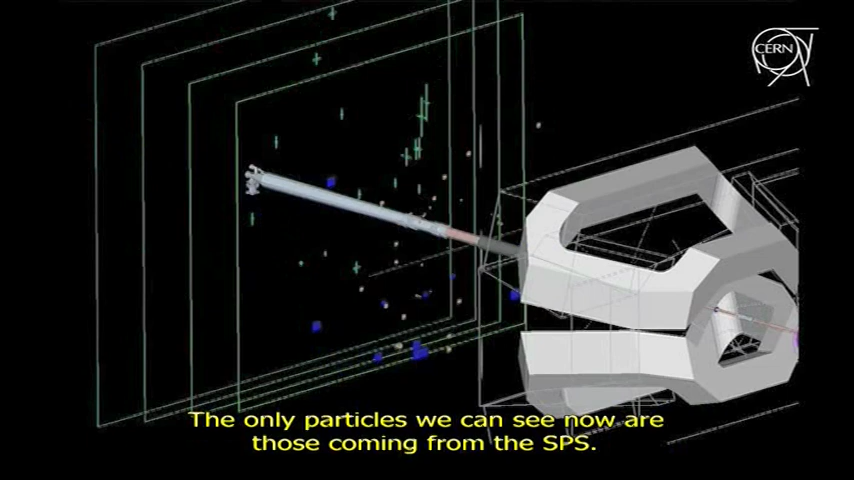 CERN
The only particles we can see now are
those coming from the SPS.